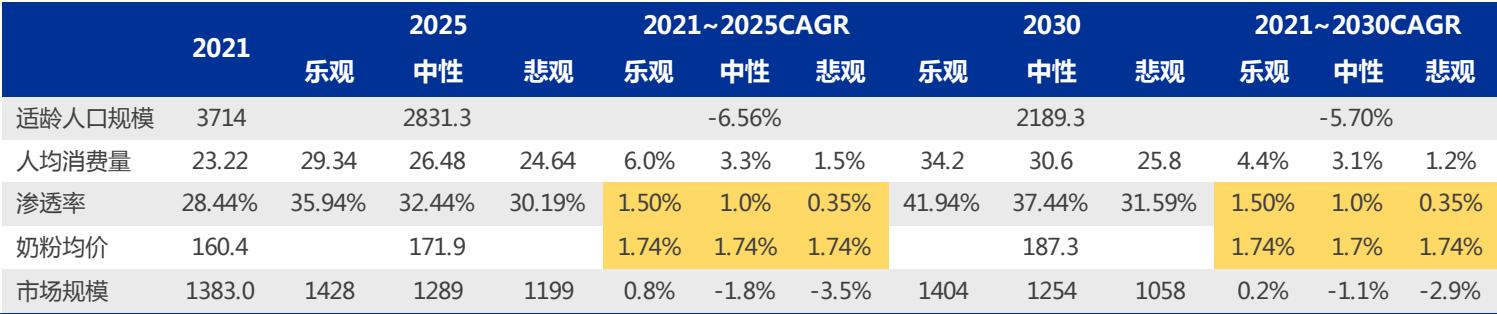 2021 2025 2021~2025CAGR 2030 2021~2030CAGR
乐观 中性 悲观 乐观 中性 悲观 乐观 中性 悲观 乐观 中性 悲观
适龄人口规模 3714 2831.3 -6.56% 2189.3 -5.70%
人均消费量 23.22 29.34 26.48 24.64 6.0% 3.3% 1.5% 34.2 30.6 25.8 4.4% 3.1% 1.2%
渗透率 28.44% 35.94% 32.44% 30.19% 1.50% 1.0% 0.35% 41.94% 37.44% 31.59% 1.50% 1.0% 0.35%
奶粉均价 160.4 171.9 1.74% 1.74% 1.74% 187.3 1.74% 1.7% 1.74%
市场规模 1383.0 1428 1289 1199 0.8% -1.8% -3.5% 1404 1254 1058 0.2% -1.1% -2.9%